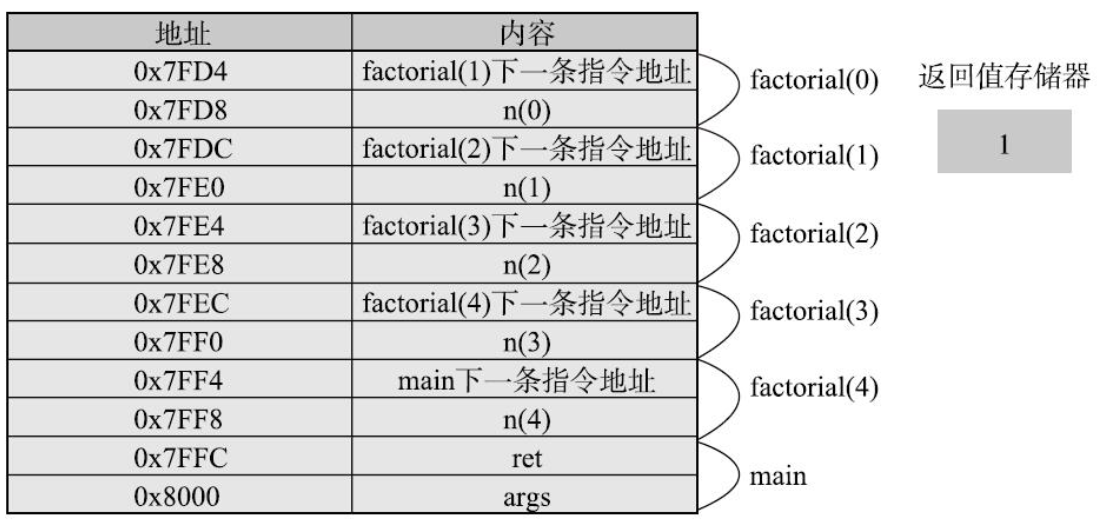 地址 内容
0x7FD4 factorial(1)下一条指令地址
0x7FD8 n(0)
factorial(0)
0x7FDC factorial(2)下一条指令地址
0x7FE0 n(1)
factorial(1)
0x7FE4 factorial(3)下一条指令地址
0x7FE8 n(2)
factorial(2)
0x7FEC factorial(4)下一条指令地址
0x7FF0 n(3)
factorial(3)
0x7FF4 main下一条指令地址
0x7FF8 n(4)
factorial(4)
0x7FFC ret
0x8000 args
main
返回值存储器
1